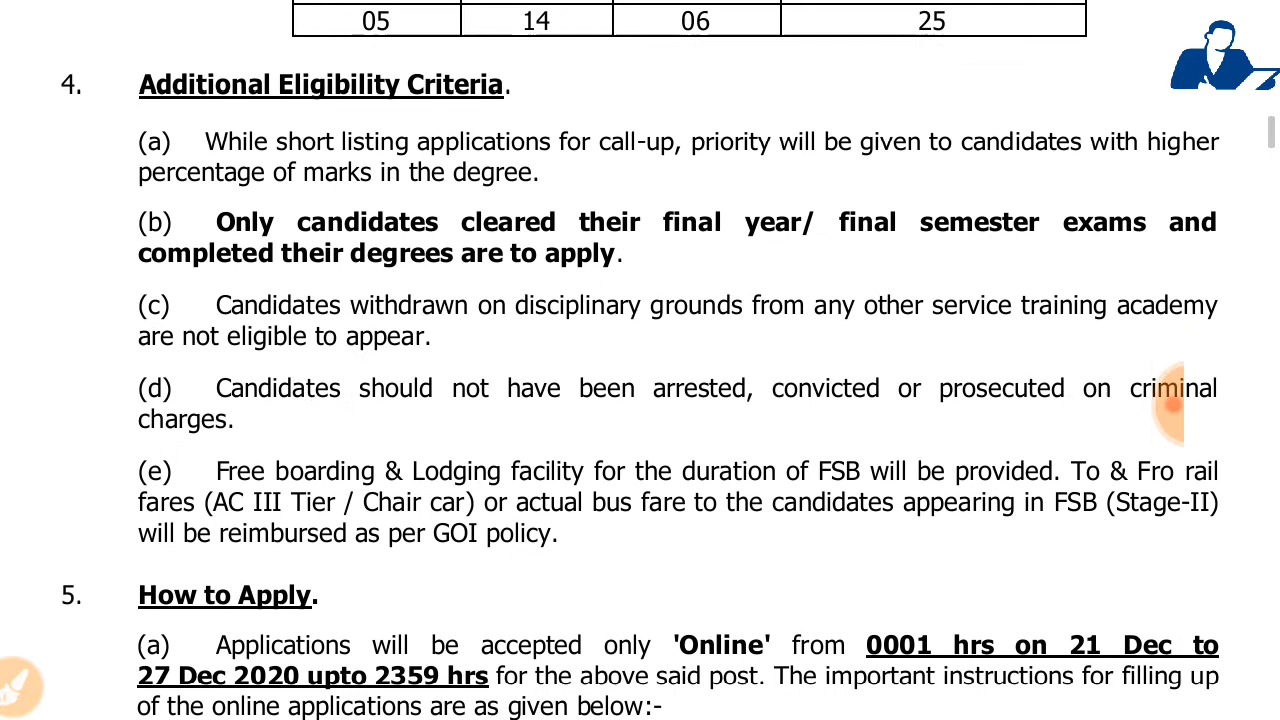 05 14 06 25
4. Additional Eligibility Criteria.
(a) While short listing applications for call-up, priority will be given to candidates with higher
percentage of marks in the degree.
(b) Only candidates cleared their final year/ final semester exams and
completed their degrees are to apply.
(c) Candidates withdrawn on disciplinary grounds from any other service training academy
are not eligible to appear.
(d) Candidates should not have been arrested, convicted or prosecuted on criminal
charges.
(e) Free boarding & Lodging facility for the duration of FSB will be provided. To & Fro rail
fares (AC III Tier / Chair car) or actual bus fare to the candidates appearing in FSB (Stage-II)
will be reimbursed as per GOI policy.
5. How to Apply.
(a) Applications will be accepted only 'Online' from 0001 hrs on 21 Dec to
27 Dec 2020 upto 2359 hrs for the above said post. The important instructions for filling up
of the online applications are as given below:-